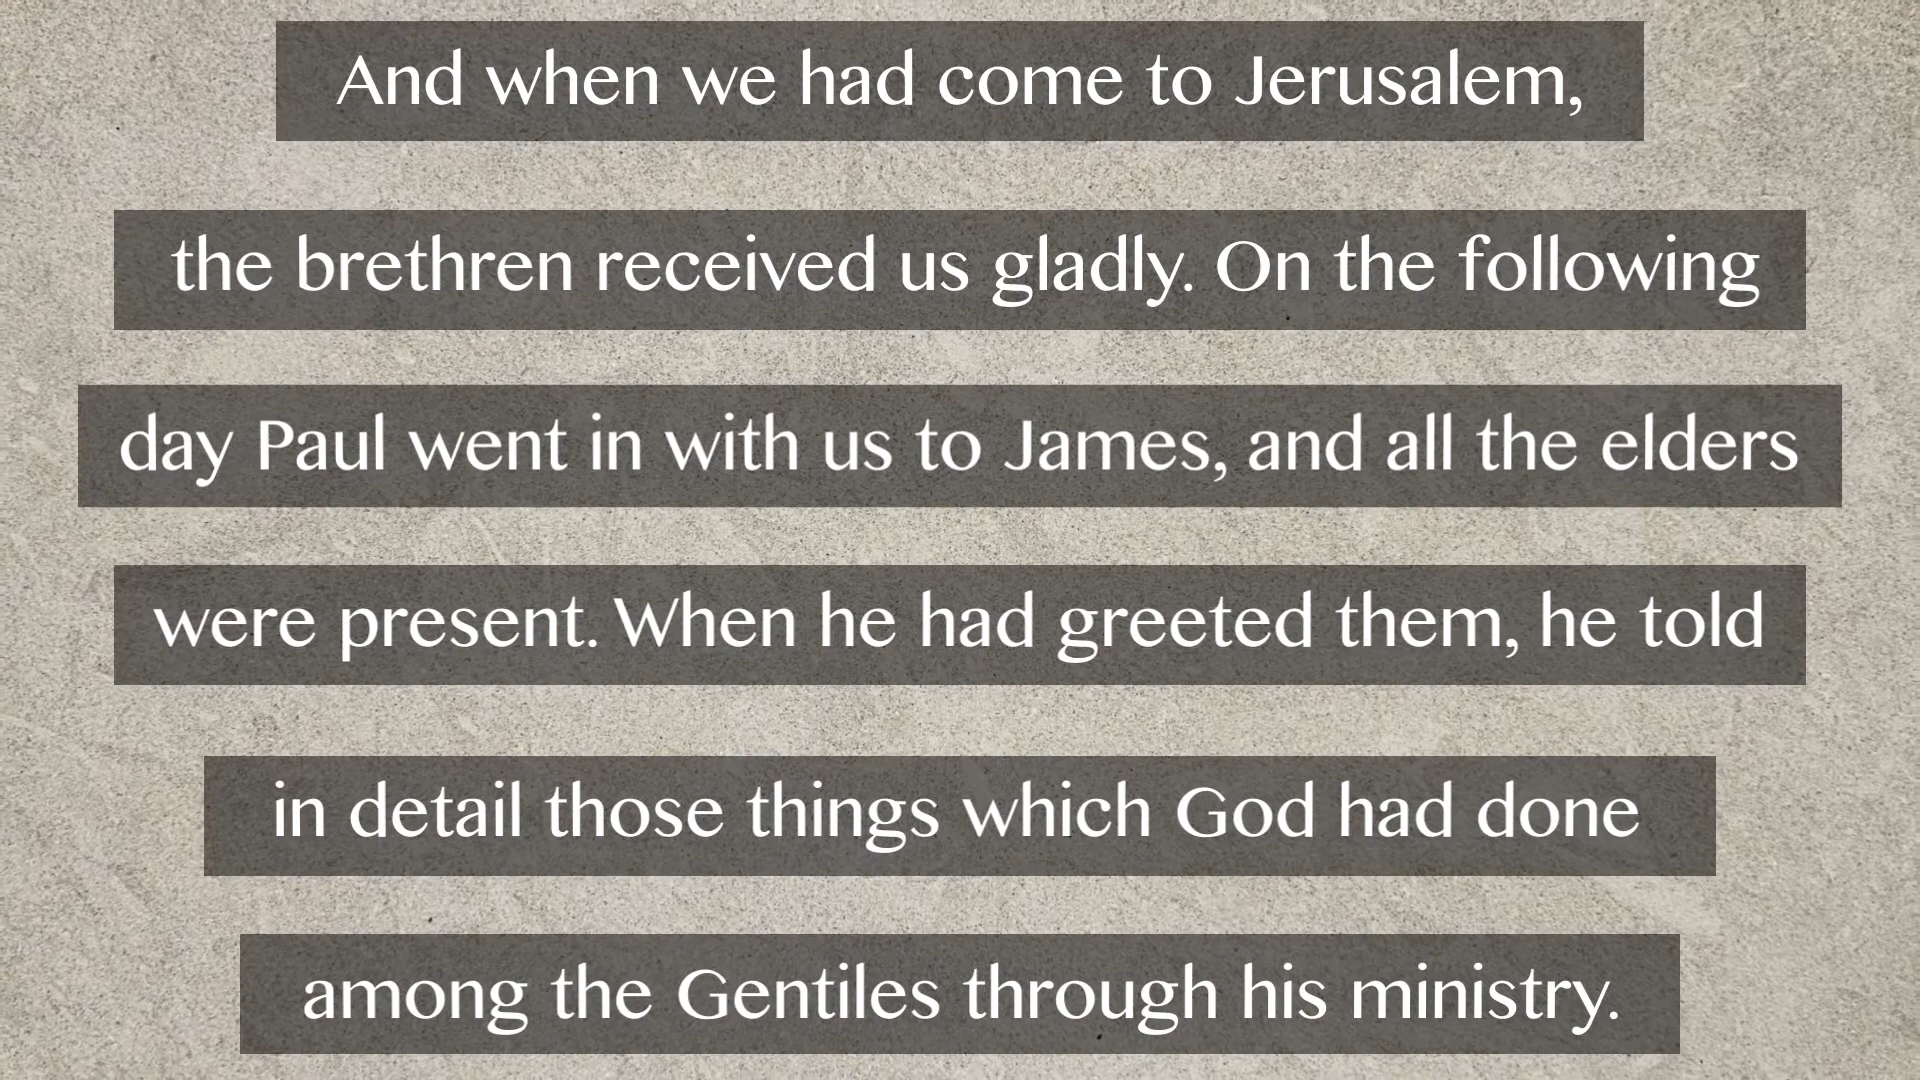 And when we had come to Jerusalem,
the brethren received us gladly. On the following
day Paul went in with us to James, and all the elders
were present. When he had greeted them, he told
in detail those things which God had done
among the Gentiles through his ministry.